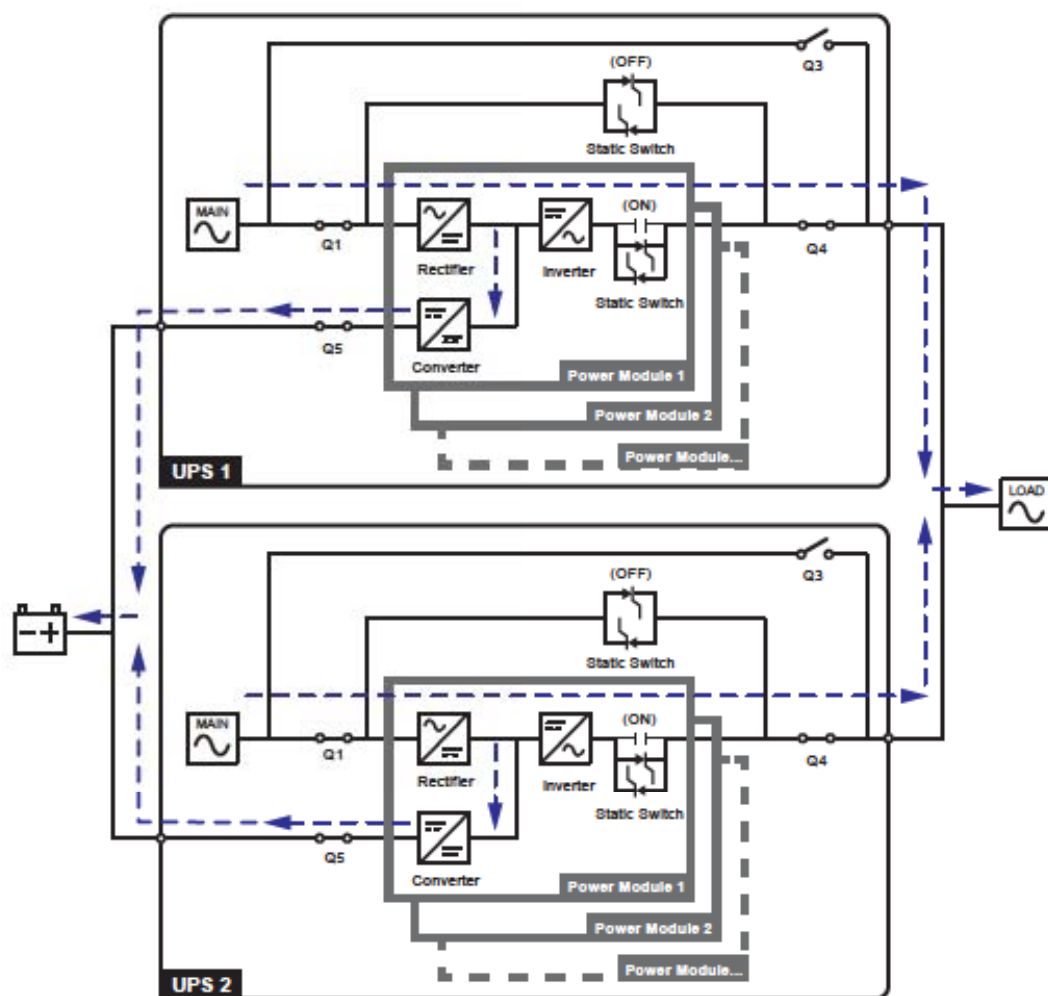 (OFF)
Q3
Static Switch
MAIN
(ON)
Q1
Q4
Rectifier
Inverter
Static Switch
Q5
Converter
Power Module 1
Power Module 2
Power Module...
UPS 1
LOAD
(OFF)
Q3
Static Switch
MAIN
(ON)
Q1
Q4
Rectifier
Inverter
Static Switch
Q5
Converter
Power Module 1
Power Module 2
Power Module...
UPS 2